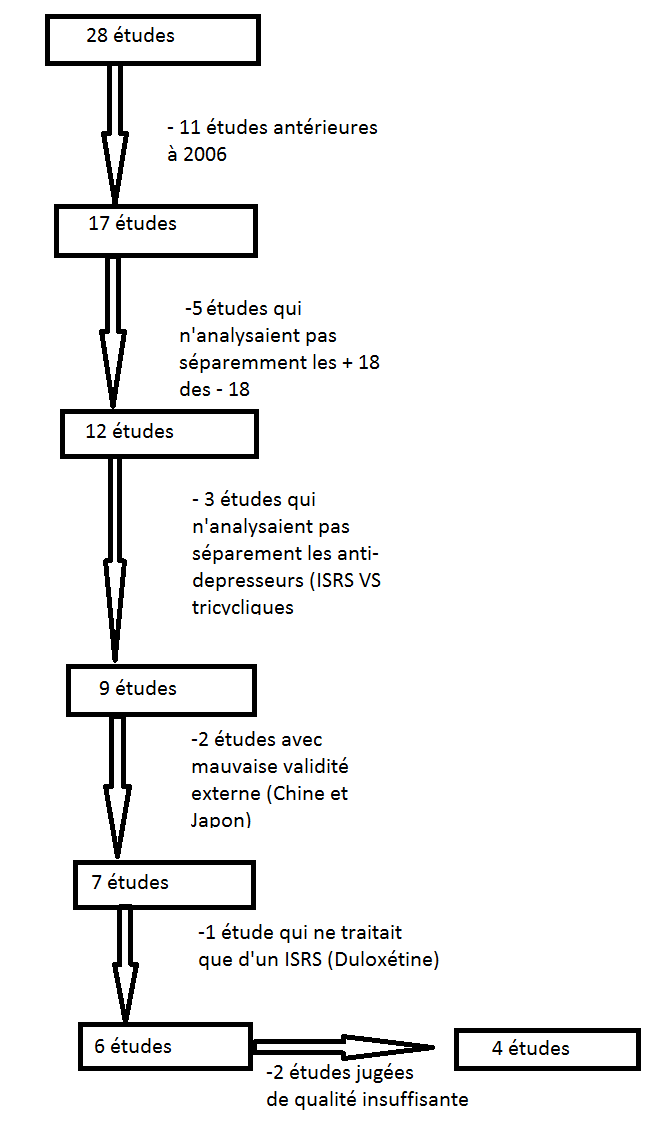 28 études
- 11 études antérieures
à 2006
17 études
-5 études qui
n'analysaient pas
séparemment les + 18
des - 18
12 études
- 3 études qui
n'analysaient pas
séparement les anti-
depresseurs (ISRS VS
tricycliques
9 études
-2 études avec
mauvaise validité
externe (Chine et
Japon)
7 études
-1 étude qui ne traitait
que d'un ISRS (Duloxétine)
6 études
4 études
-2 études jugées
de qualité insuffisante